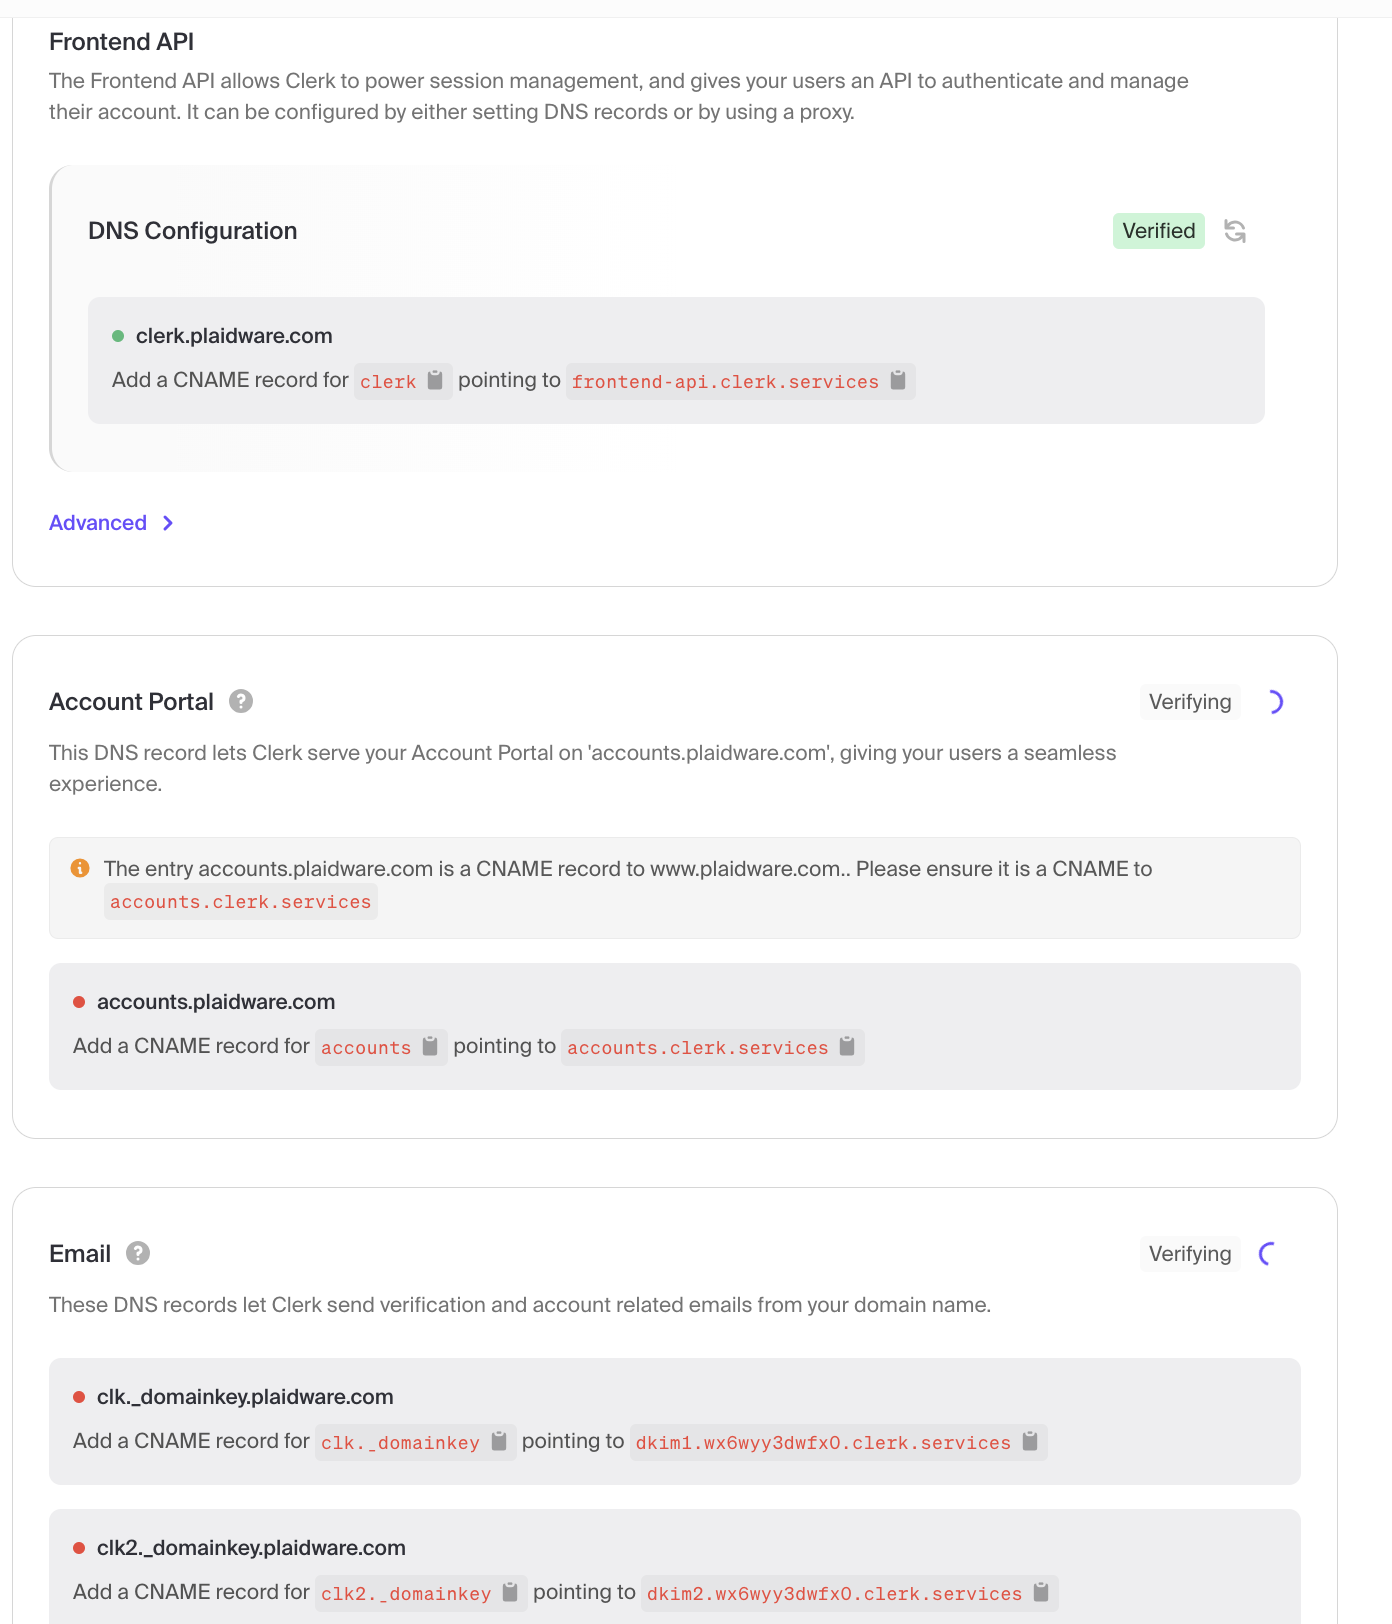 Frontend API
The Frontend API allows Clerk to power session management, and gives your users an API to authenticate and manage
their account. It can be configured by either setting DNS records or by using a proxy.
DNS Configuration
Verified
clerk.plaidware.com
Add a CNAME record for clerk pointing to frontend-api.clerk.services
Advanced
Account Portal
Verifying
This DNS record lets Clerk serve your Account Portal on 'accounts.plaidware.com', giving your users a seamless
experience.
The entry accounts.plaidware.com is a CNAME record to www.plaidware.com.. Please ensure it is a CNAME to
accounts.clerk.services
accounts.plaidware.com
Add a CNAME record for accounts pointing to accounts.clerk.services
Email
Verifying
These DNS records let Clerk send verification and account related emails from your domain name.
clk._domainkey.plaidware.com
Add a CNAME record for clk._domainkey pointing to dkim1.wx6wyy3dwfx0.clerk.services
clk2._domainkey.plaidware.com
Add a CNAME record for clk2._domainkey pointing to dkim2.wx6wyy3dwfx0.clerk.services